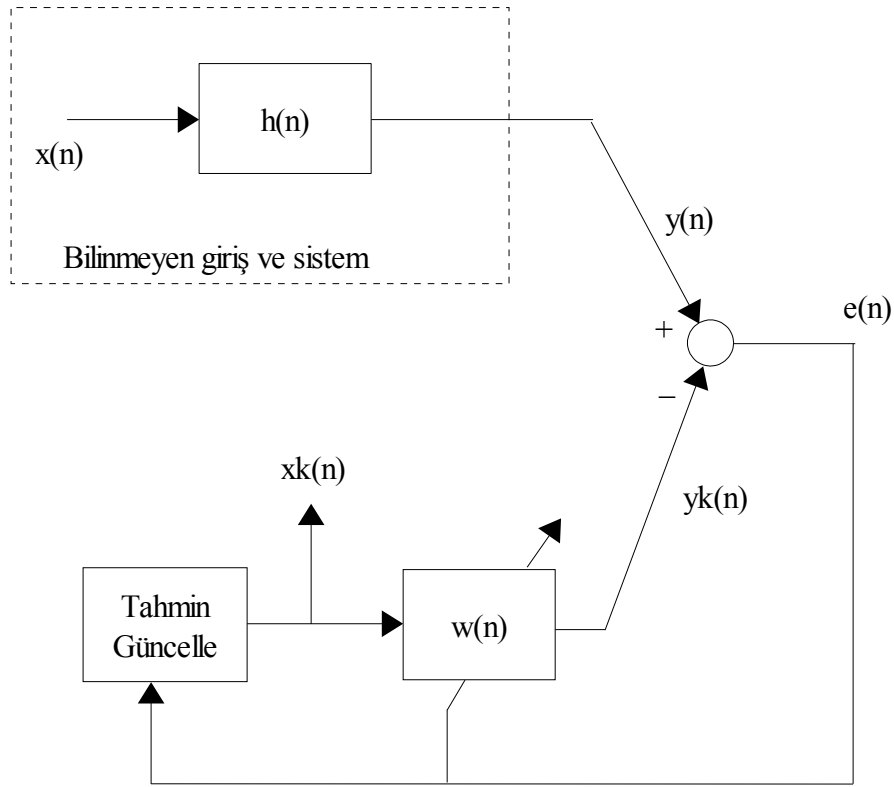 h(n)
x(n)
Bilinmeyen giriş ve sistem
y(n)
e(n)
+
−
xk(n)
yk(n)
Tahmin
Güncelle
w(n)